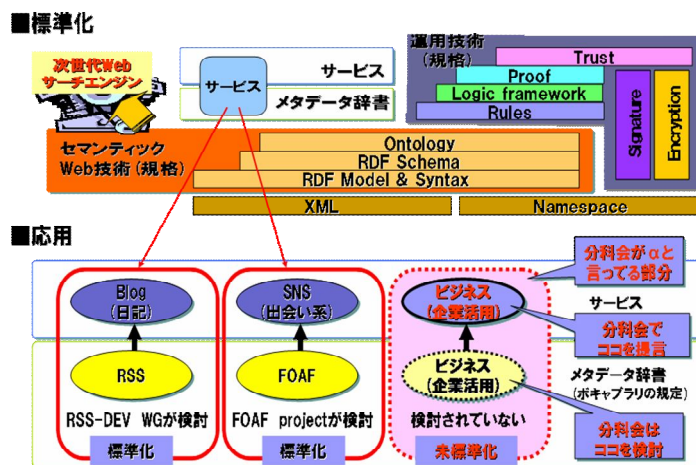 ■標準化
次世代Web
サーチエンジン
サービス
サービス
メタデータ辞書
運用技術
(規格)
Trust
Proof
Logic framework
Rules
Signature
Encryption
セマンティック
Web技術(規格)
Ontology
RDF Schema
RDF Model & Syntax
XML
Namespace
■応用
分科会がαと
言ってる部分
Blog
(日記)
SNS
(出会い系)
ビジネス
(企業活用)
サービス
分科会で
ココを提言
RSS
FOAF
ビジネス
(企業活用)
メタデータ辞書
(ボキャブラリの規定)
RSS-DEV WGが検討
FOAF projectが検討
検討されていない
分科会は
ココを検討
標準化
標準化
未標準化